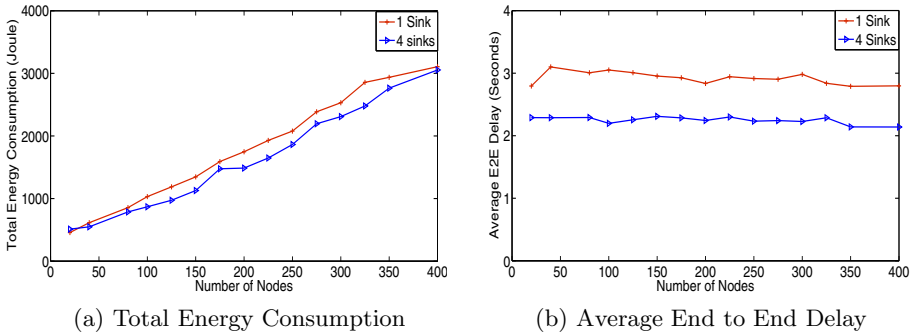 4000
3000
2000
1000
0
0 50 100 150 200 250 300 350 400
Total Energy Consumption (Joule)
Number of Nodes
1 Sink
4 sinks
(a) Total Energy Consumption
4
3
2
1
0
0 50 100 150 200 250 300 350 400
Average E2E Delay (Seconds)
Number of Nodes
1 Sink
4 Sinks
(b) Average End to End Delay